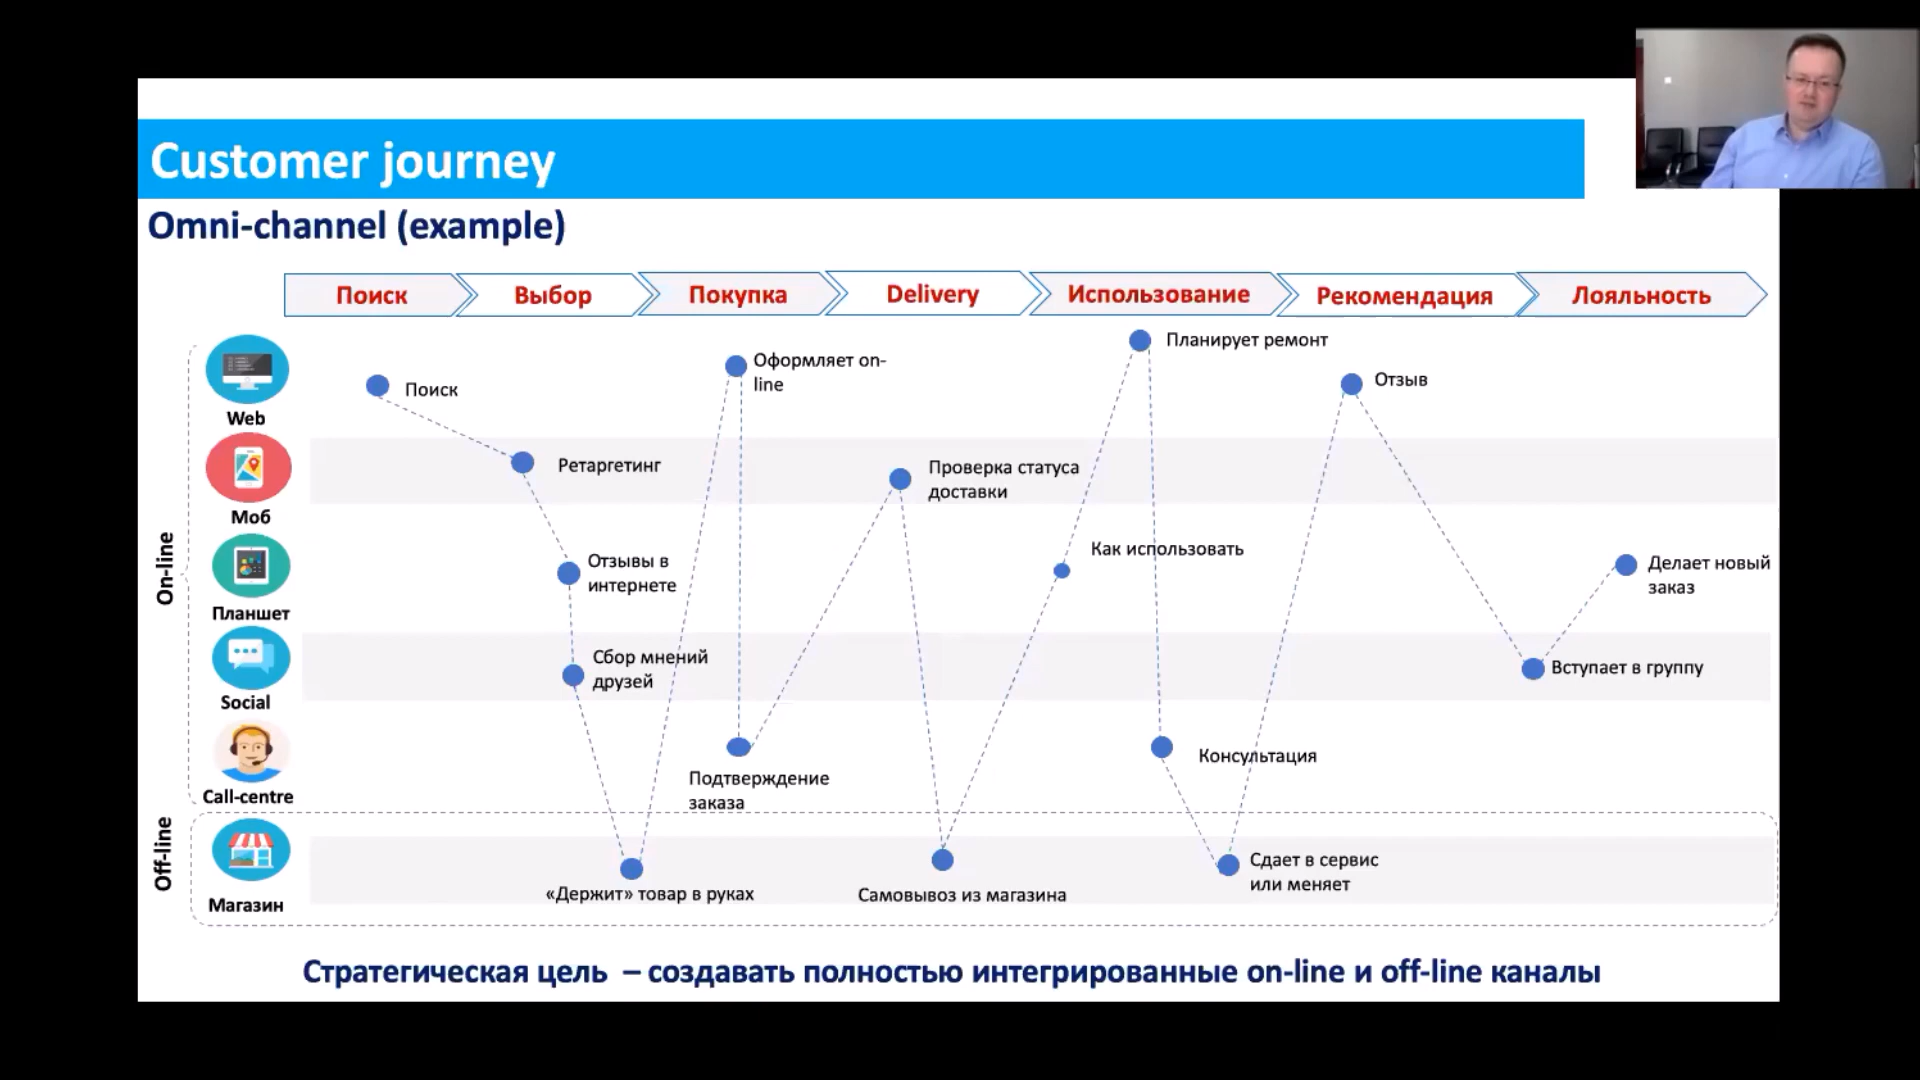 Customer journey
Omni-channel (example)
Поиск
Выбор
Покупка
Delivery
Использование
Рекомендация
Лояльность
On-line
Web
Моб
Планшет
Social
Call-centre
Off-line
Магазин
Поиск
Ретаргетинг
Отзывы в
интернете
Сбор мнений
друзей
«Держит» товар в руках
Оформляет on-
line
Подтверждение
заказа
Проверка статуса
доставки
Самовывоз из магазина
Как использовать
Планирует ремонт
Консультация
Сдает в сервис
или меняет
Отзыв
Вступает в группу
Делает новый
заказ
Стратегическая цель – создавать полностью интегрированные on-line и off-line каналы